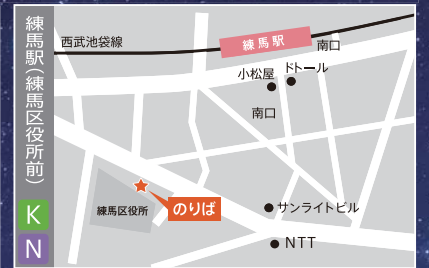 練馬駅(練馬区役所前)
K
N
西武池袋線
練馬駅
南口
小松屋
ドトール
南口
のりば
練馬区役所
サンライトビル
NTT